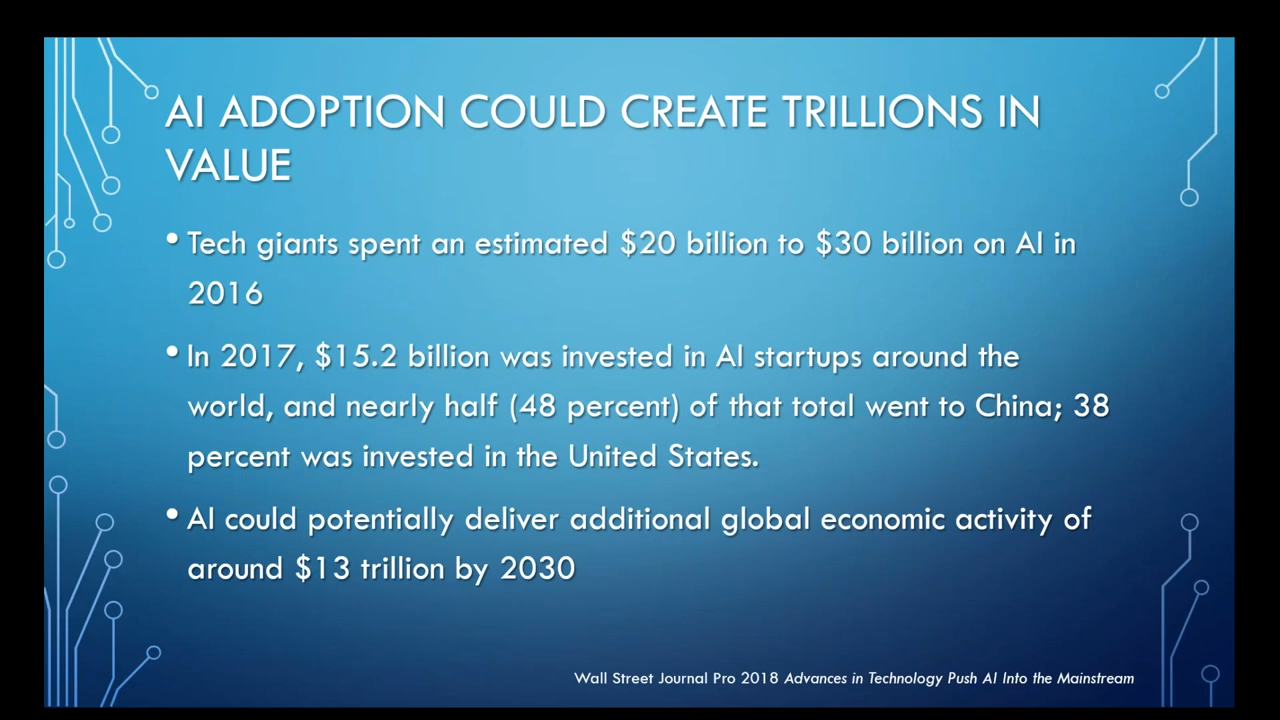 AI ADOPTION COULD CREATE TRILLIONS IN
VALUE
• Tech giants spent an estimated $20 billion to $30 billion on AI in
2016
• In 2017, $15.2 billion was invested in AI startups around the
world, and nearly half (48 percent) of that total went to China; 38
percent was invested in the United States.
• AI could potentially deliver additional global economic activity of
around $13 trillion by 2030
Wall Street Journal Pro 2018 Advances in Technology Push AI Into the Mainstream